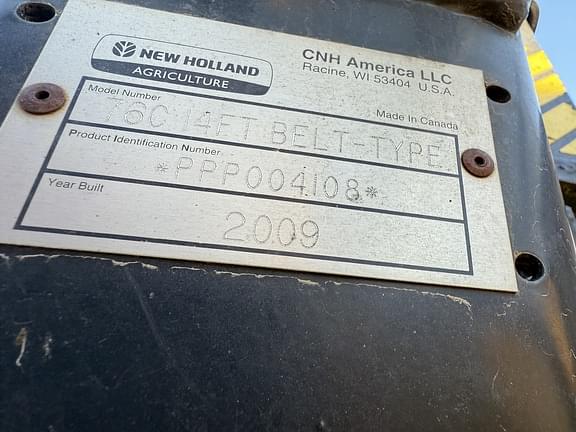 NEW HOLLAND
AGRICULTURE
CNH America LLC
Racine, WI 53404 U.S.A.
Made in Canada
Model Number
76C 14FT BELT-TYPE
Product Identification Number
*PPP004108*
Year Built
2009